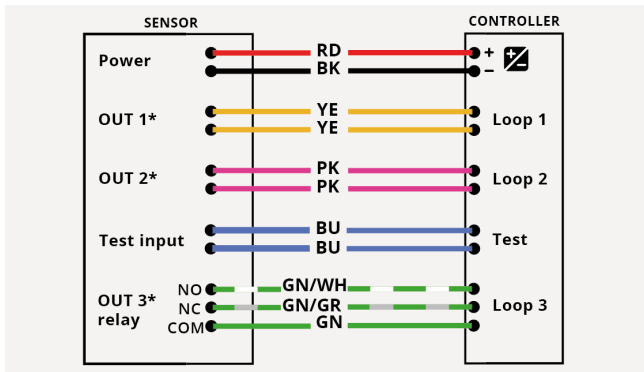 SENSOR CONTROLLER
Power RD +
BK −
OUT 1* YE Loop 1
YE
OUT 2* PK Loop 2
PK
Test input BU Test
BU
NO GN/WH
OUT 3* NC GN/GR Loop 3
relay COM GN